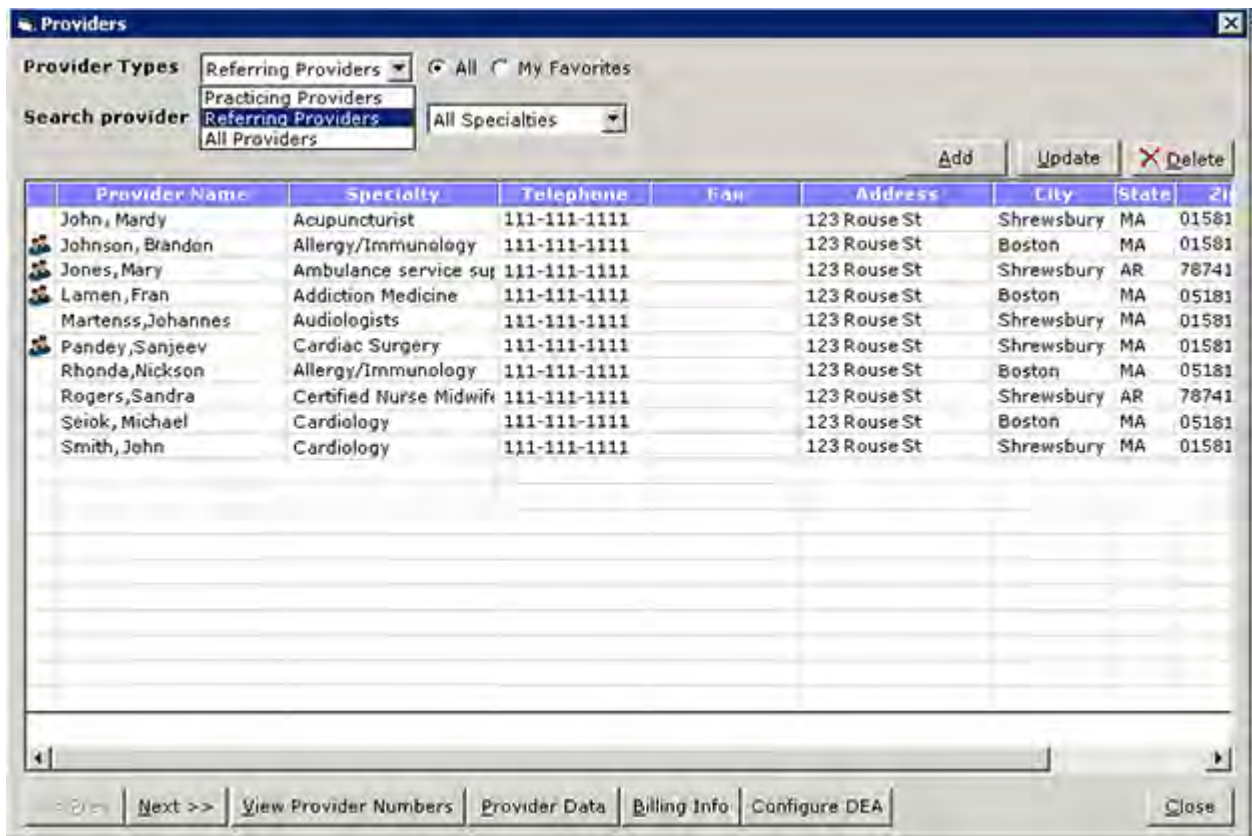 Providers
Provider Types Referring Providers All My Favorites
Practicing Providers
Search provider Referring Providers All Specialties
All Providers
Add Update Delete
Provider Name Specialty Telephone Fax Address City State Zip
John, Mardy Acupuncturist 111-111-1111 123 Rouse St Shrewsbury MA 01581
Johnson, Brandon Allergy/Immunology 111-111-1111 123 Rouse St Boston MA 01581
Jones, Mary Ambulance service sup 111-111-1111 123 Rouse St Shrewsbury AR 78741
Lamen,Fran Addiction Medicine 111-111-1111 123 Rouse St Boston MA 05181
Martenss,Johannes Audiologists 111-111-1111 123 Rouse St Shrewsbury MA 01581
Pandey,Sanjeev Cardiac Surgery 111-111-1111 123 Rouse St Shrewsbury MA 01581
Rhonda,Nickson Allergy/Immunology 111-111-1111 123 Rouse St Boston MA 05181
Rogers,Sandra Certified Nurse Midwife 111-111-1111 123 Rouse St Shrewsbury AR 78741
Seiok, Michael Cardiology 111-111-1111 123 Rouse St Boston MA 05181
Smith, John Cardiology 111-111-1111 123 Rouse St Shrewsbury MA 01581
Next >> View Provider Numbers Provider Data Billing Info Configure DEA Close